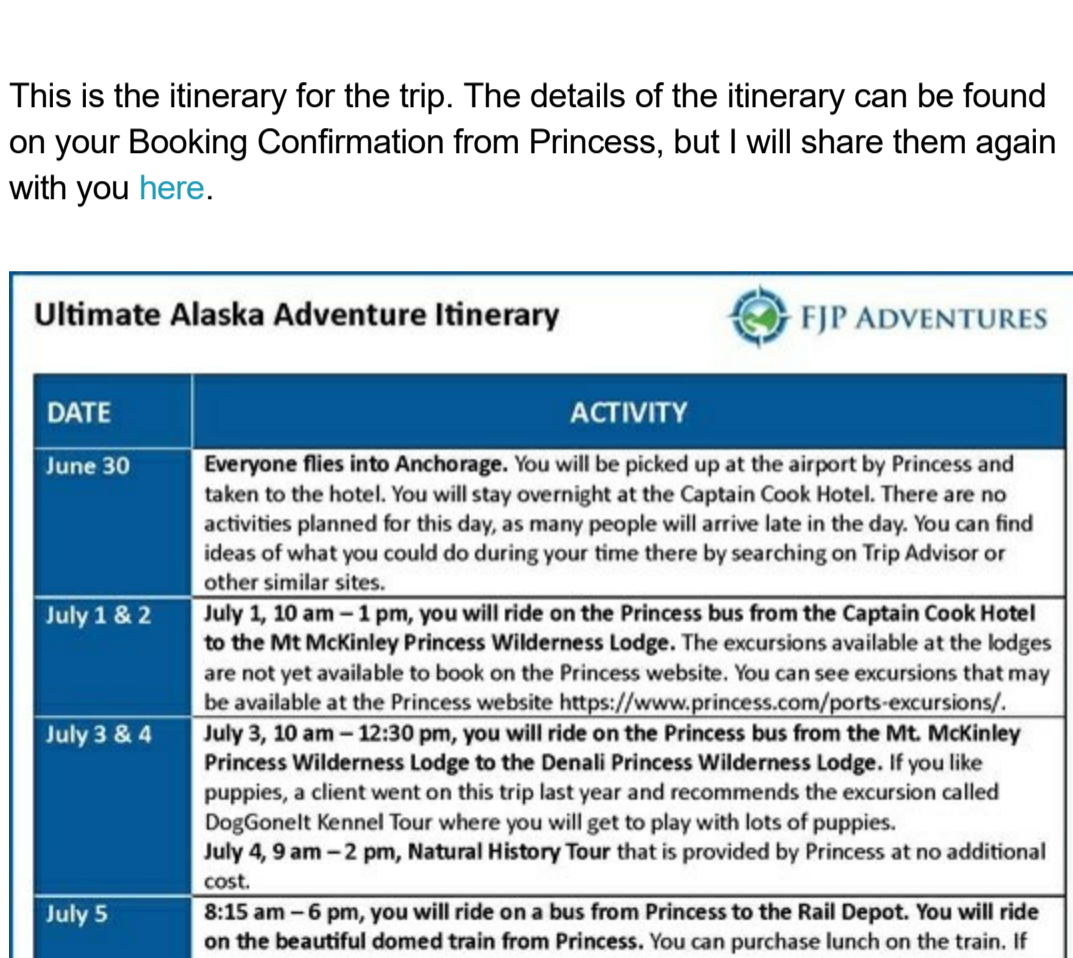 This is the itinerary for the trip. The details of the itinerary can be found
on your Booking Confirmation from Princess, but I will share them again
with you here.
Ultimate Alaska Adventure Itinerary
FJP ADVENTURES
DATE
ACTIVITY
June 30
Everyone flies into Anchorage. You will be picked up at the airport by Princess and
taken to the hotel. You will stay overnight at the Captain Cook Hotel. There are no
activities planned for this day, as many people will arrive late in the day. You can find
ideas of what you could do during your time there by searching on Trip Advisor or
other similar sites.
July 1 & 2
July 1, 10 am – 1 pm, you will ride on the Princess bus from the Captain Cook Hotel
to the Mt McKinley Princess Wilderness Lodge. The excursions available at the lodges
are not yet available to book on the Princess website. You can see excursions that may
be available at the Princess website https://www.princess.com/ports-excursions/.
July 3 & 4
July 3, 10 am – 12:30 pm, you will ride on the Princess bus from the Mt. McKinley
Princess Wilderness Lodge to the Denali Princess Wilderness Lodge. If you like
puppies, a client went on this trip last year and recommends the excursion called
DogGoneIt Kennel Tour where you will get to play with lots of puppies.
July 4, 9 am – 2 pm, Natural History Tour that is provided by Princess at no additional
cost.
July 5
8:15 am – 6 pm, you will ride on a bus from Princess to the Rail Depot. You will ride
on the beautiful domed train from Princess. You can purchase lunch on the train. If